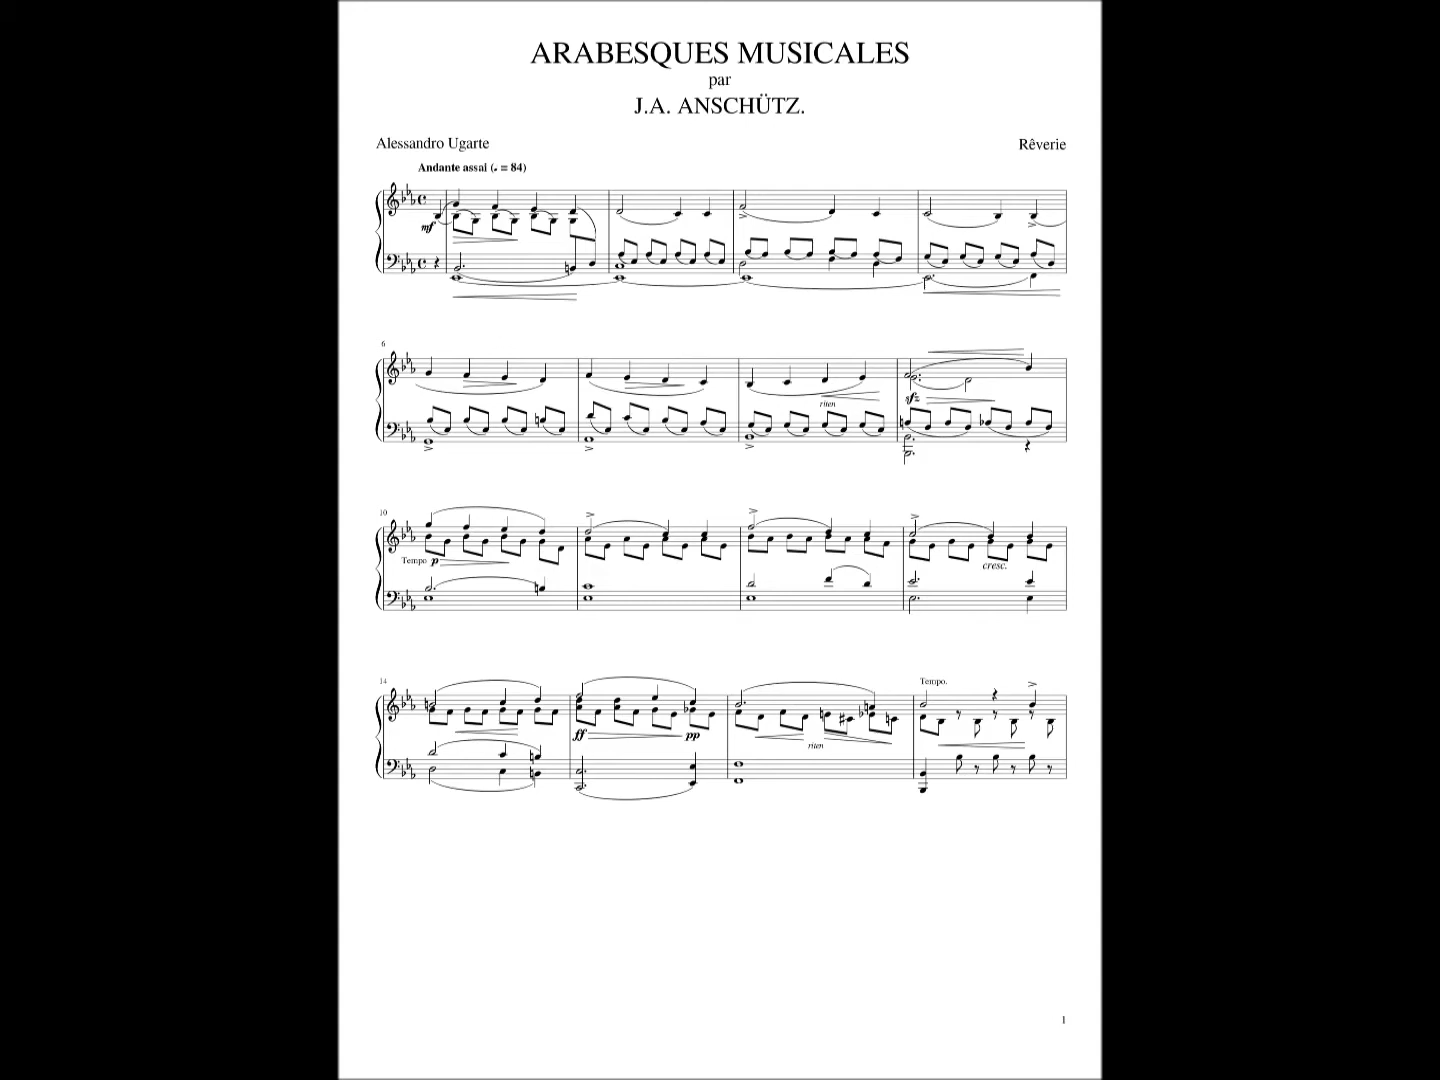 ARABESQUES MUSICALES
par
J.A. ANSCHÜTZ.
Alessandro Ugarte
Rêverie
Andante assai (𝅘𝅥. = 84)
mf
6
riten
sfz
10
Tempo p
cresc.
14
Tempo.
ff pp
riten
1